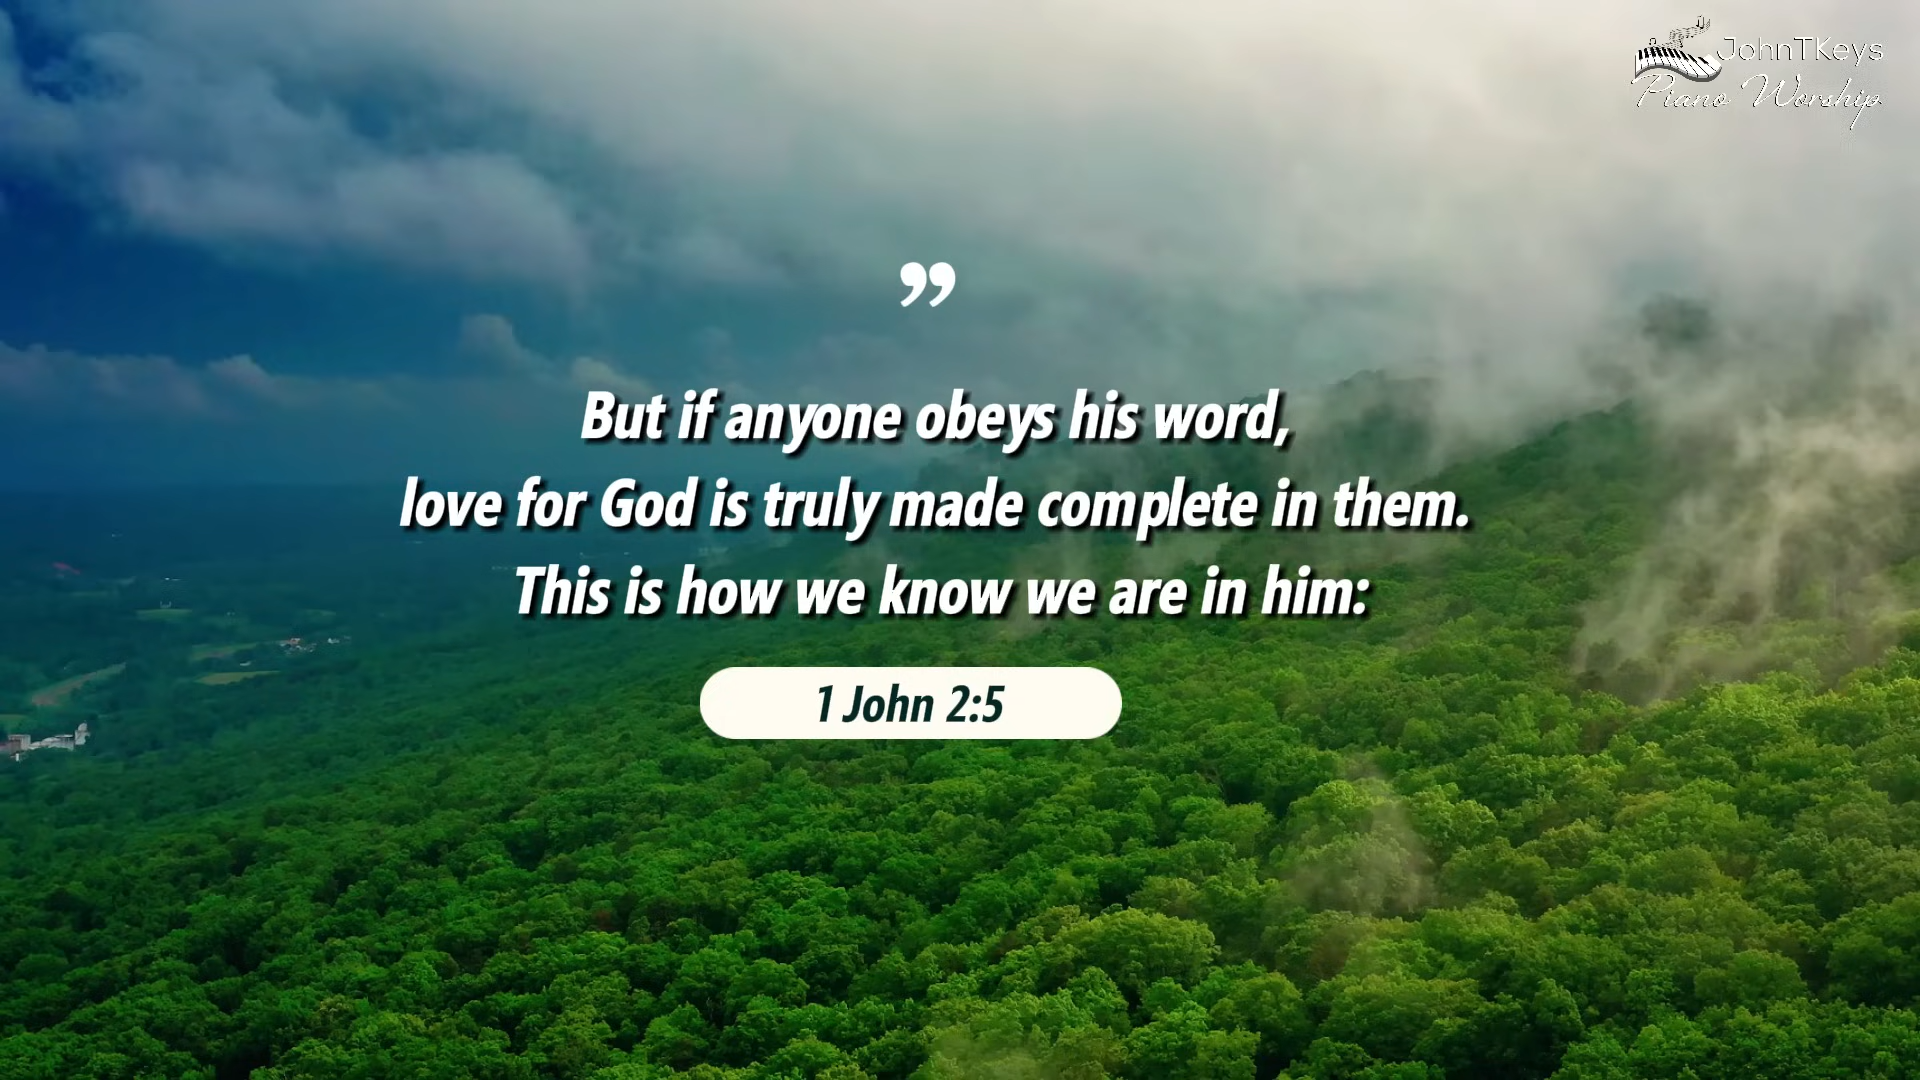 JohnTKeys
Piano Worship
”
But if anyone obeys his word,
love for God is truly made complete in them.
This is how we know we are in him:
1 John 2:5